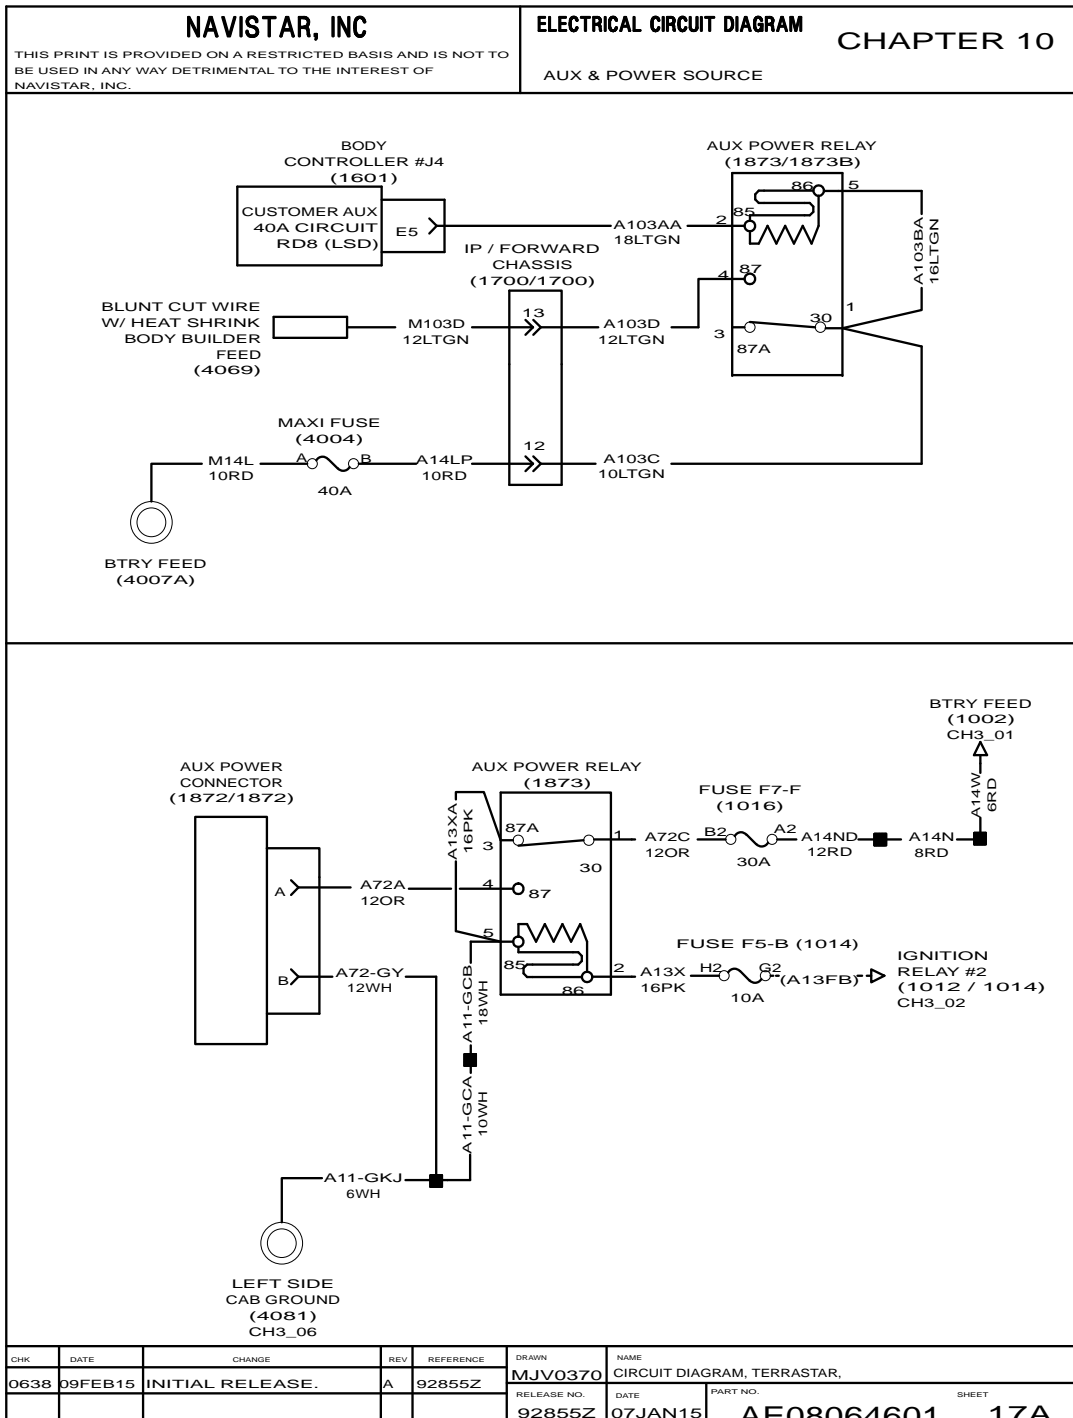 NAVISTAR, INC
THIS PRINT IS PROVIDED ON A RESTRICTED BASIS AND IS NOT TO
BE USED IN ANY WAY DETRIMENTAL TO THE INTEREST OF
NAVISTAR, INC.
ELECTRICAL CIRCUIT DIAGRAM
CHAPTER 10
AUX & POWER SOURCE
BODY
CONTROLLER #J4
(1601)
CUSTOMER AUX
40A CIRCUIT
RD8 (LSD)
E5
A103AA
18LTGN
AUX POWER RELAY
(1873/1873B)
86
5
85
2
87
4
1
30
3
87A
A103BA
16LTGN
IP / FORWARD
CHASSIS
(1700/1700)
13
BLUNT CUT WIRE
W/ HEAT SHRINK
BODY BUILDER
FEED
(4069)
M103D
12LTGN
A103D
12LTGN
MAXI FUSE
(4004)
A
B
40A
M14L
10RD
A14LP
10RD
12
A103C
10LTGN
BTRY FEED
(4007A)
BTRY FEED
(1002)
CH3_01
A14W
6RD
AUX POWER
CONNECTOR
(1872/1872)
A
B
AUX POWER RELAY
(1873)
A13XA
16PK
87A
3
1
30
4
87
5
85
2
86
FUSE F7-F
(1016)
A72C
12OR
B2
A2
30A
A14ND
12RD
A14N
8RD
A72A
12OR
A72-GY
12WH
A11-GCB
18WH
A11-GCA
10WH
FUSE F5-B (1014)
A13X
16PK
H2
G2
10A
(A13FB)
IGNITION
RELAY #2
(1012 / 1014)
CH3_02
A11-GKJ
6WH
LEFT SIDE
CAB GROUND
(4081)
CH3_06
CHK DATE CHANGE REV REFERENCE
0638 09FEB15 INITIAL RELEASE. A 92855Z
DRAWN
MJV0370
NAME
CIRCUIT DIAGRAM, TERRASTAR,
RELEASE NO.
92855Z
DATE
07JAN15
PART NO.
AE08064601
SHEET
17A